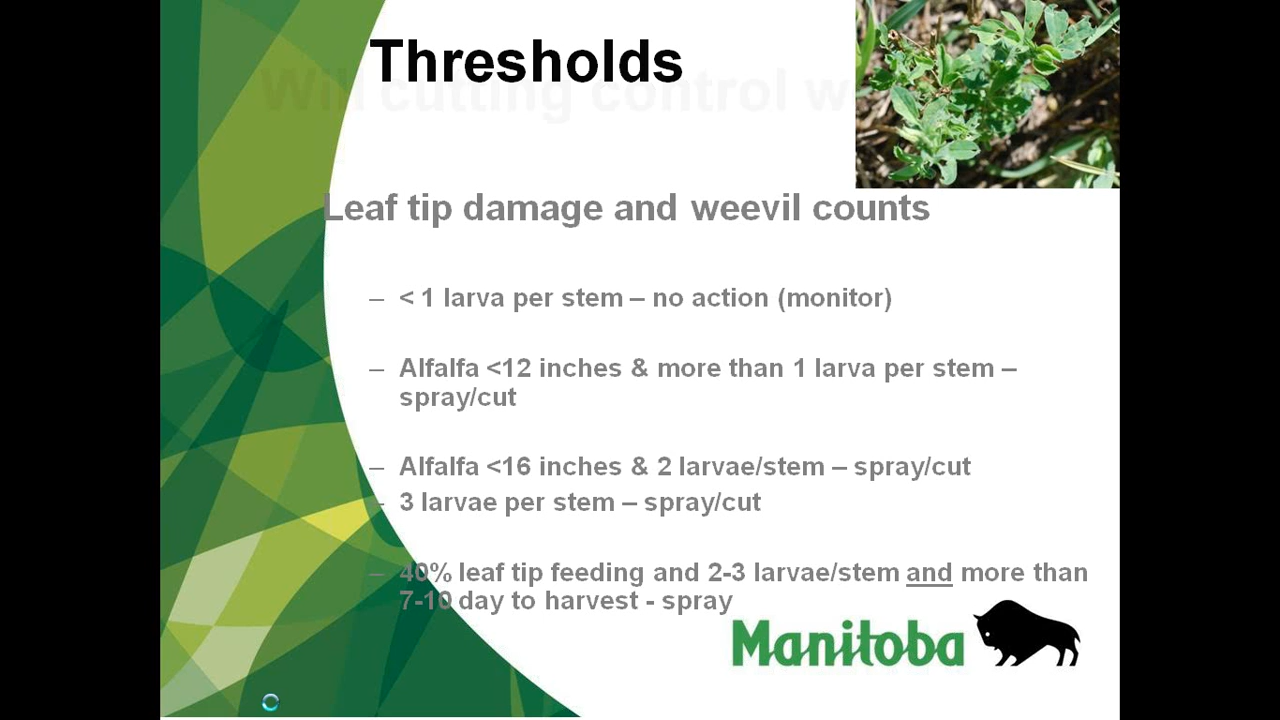 Thresholds
Will cutting control w
Leaf tip damage and weevil counts
– < 1 larva per stem – no action (monitor)
– Alfalfa <12 inches & more than 1 larva per stem –
spray/cut
– Alfalfa <16 inches & 2 larvae/stem – spray/cut
– 3 larvae per stem – spray/cut
– 40% leaf tip feeding and 2-3 larvae/stem and more than
7-10 day to harvest - spray
Manitoba